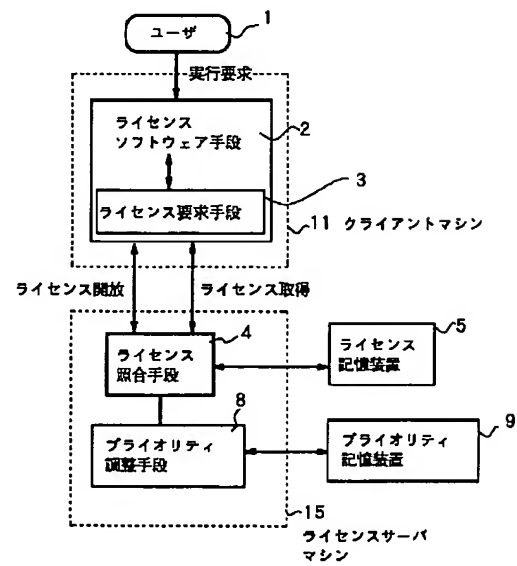 1
ユーザ
実行要求
2
ライセンス
ソフトウェア手段
3
ライセンス要求手段
11 クライアントマシン
ライセンス開放
ライセンス取得
4
ライセンス
照合手段
5
ライセンス
記憶装置
8
プライオリティ
調整手段
9
プライオリティ
記憶装置
15
ライセンスサーバ
マシン